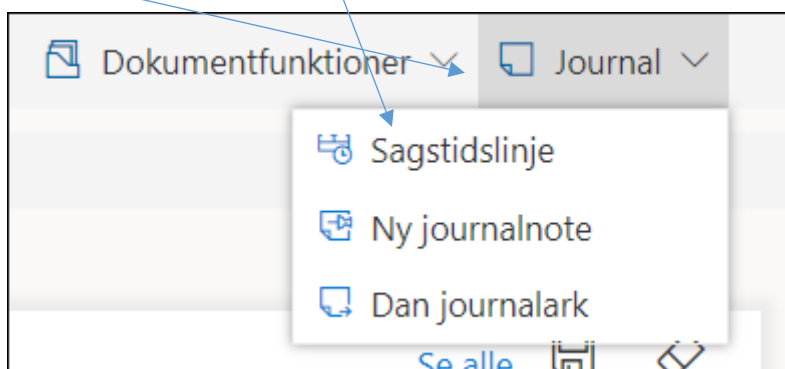 Dokumentfunktioner Journal
Sagstidslinje
Ny journalnote
Dan journalark
Se alle